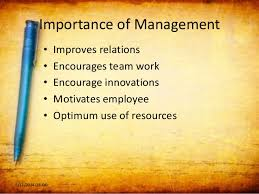 Importance of Management
• Improves relations
• Encourages team work
• Encourage innovations
• Motivates employee
• Optimum use of resources